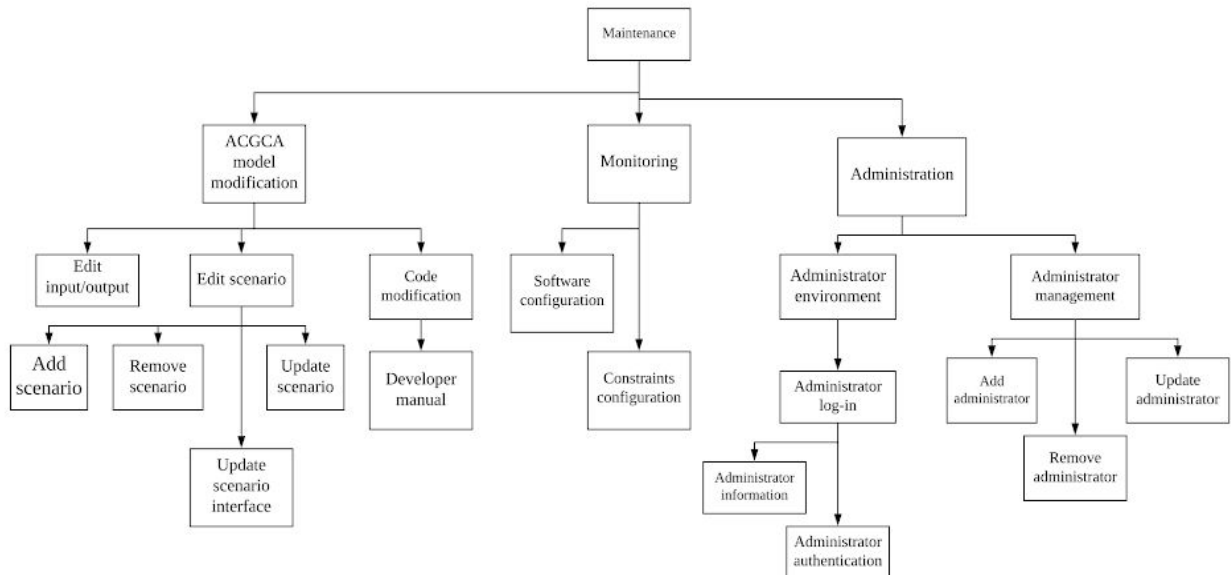 Maintenance
ACGCA
model
modification
Monitoring
Administration
Edit
input/output
Edit scenario
Code
modification
Software
configuration
Administrator
environment
Administrator
management
Add
scenario
Remove
scenario
Update
scenario
Developer
manual
Constraints
configuration
Administrator
log-in
Add
administrator
Update
administrator
Update
scenario
interface
Administrator
information
Remove
administrator
Administrator
authentication